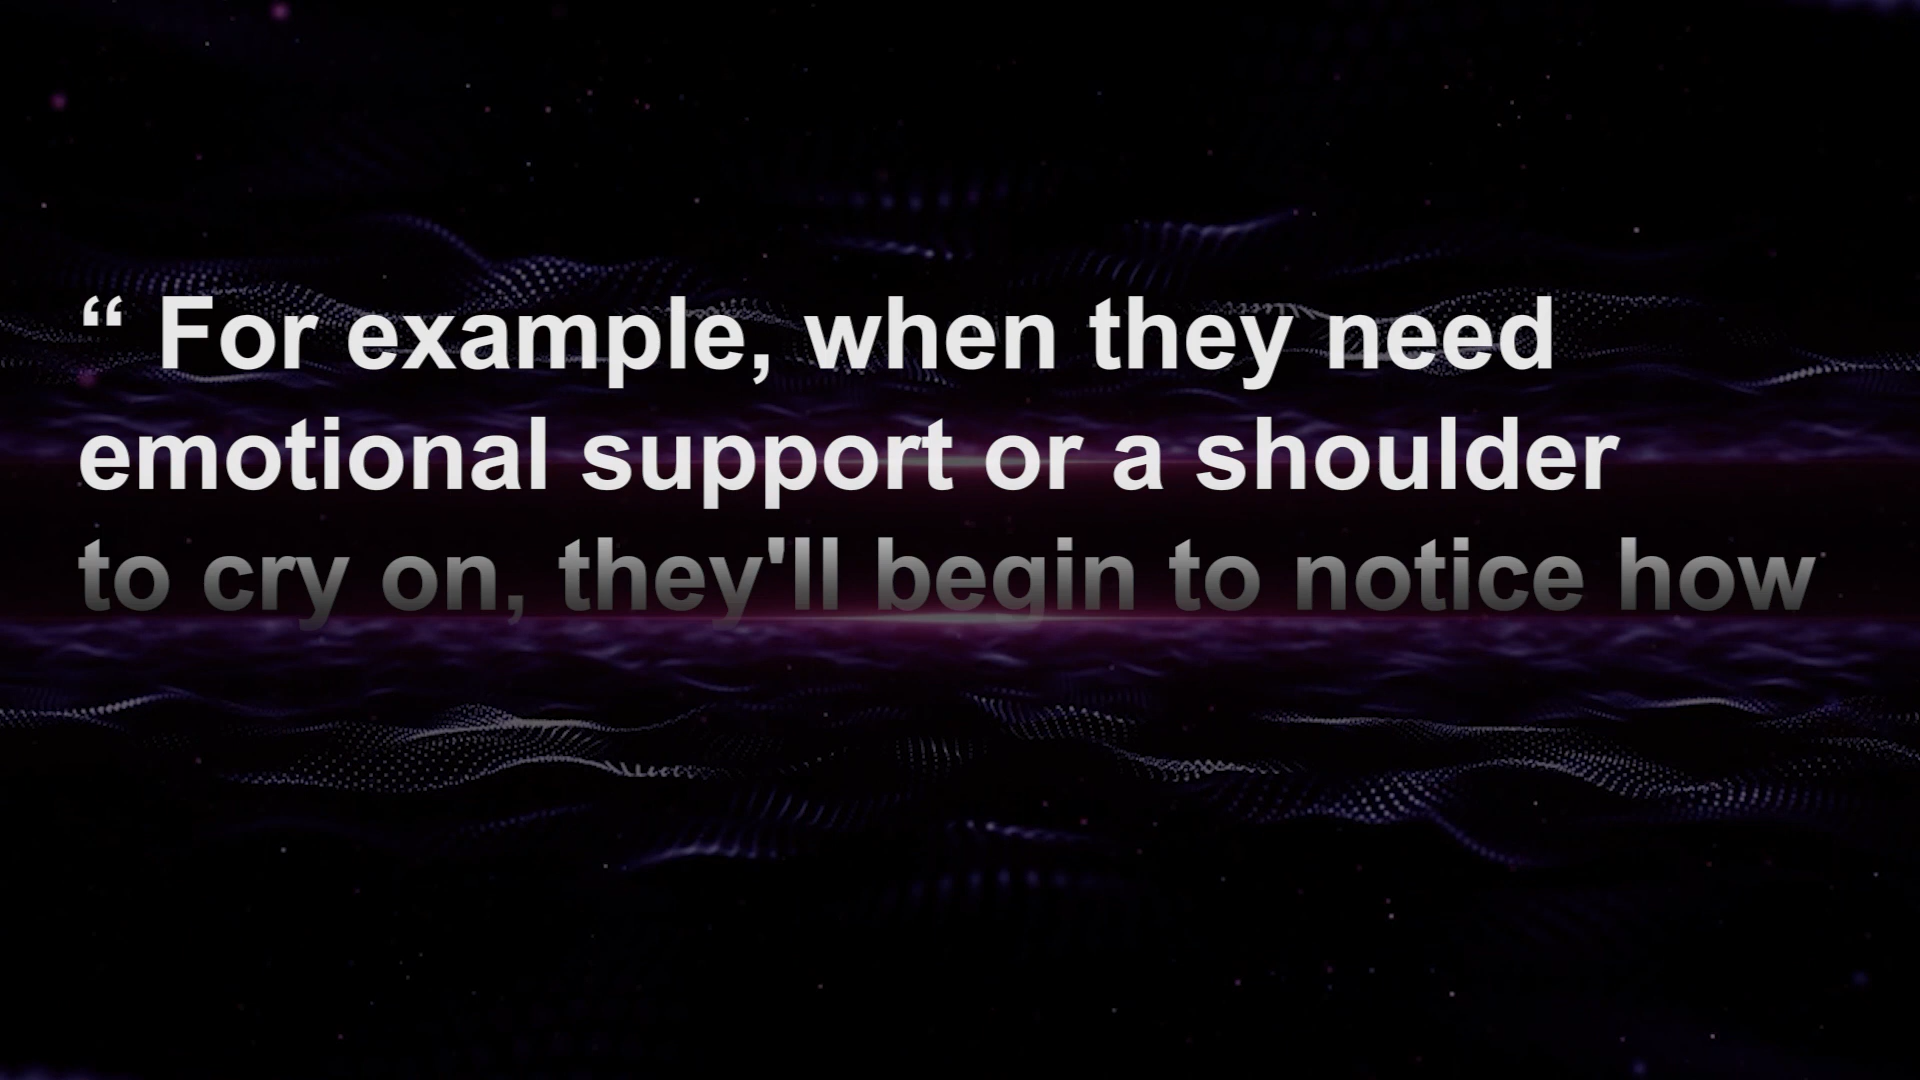 “ For example, when they need
emotional support or a shoulder
to cry on, they'll begin to notice how